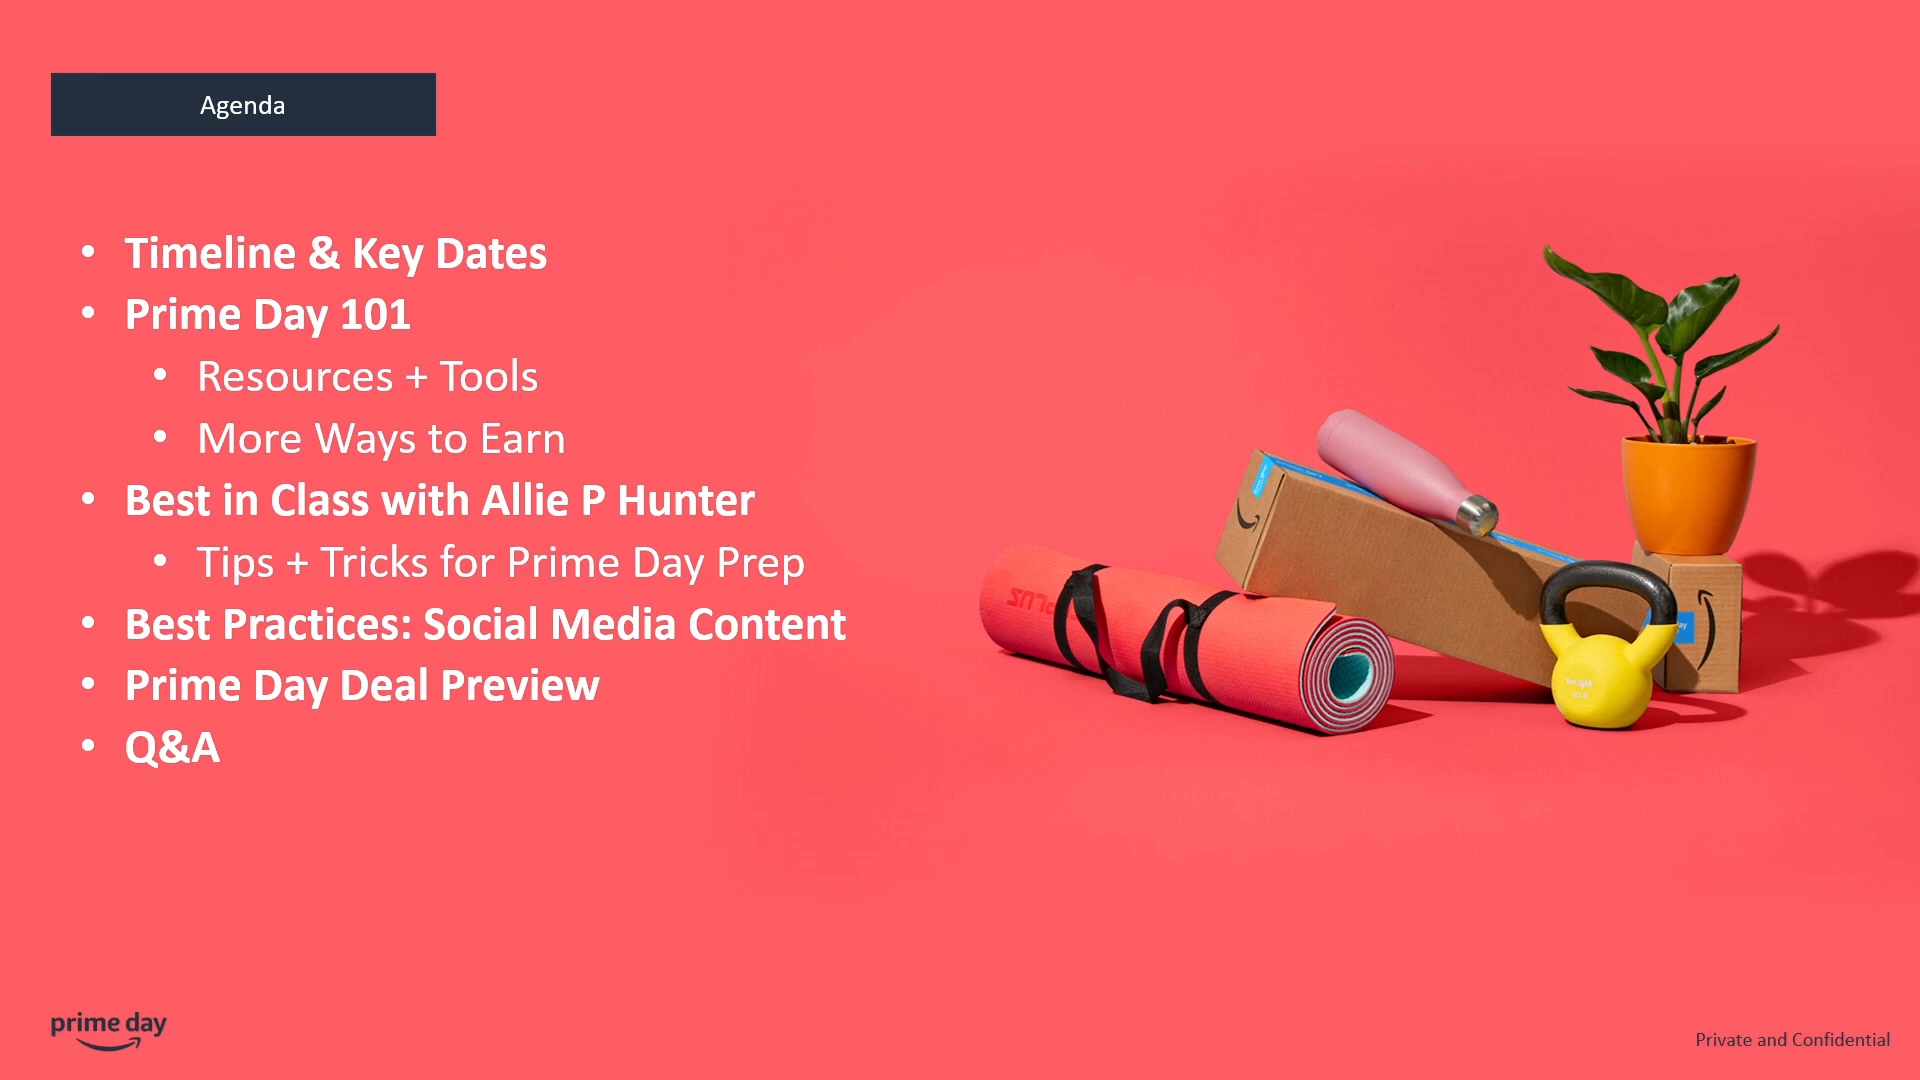 Agenda
• Timeline & Key Dates
• Prime Day 101
• Resources + Tools
• More Ways to Earn
• Best in Class with Allie P Hunter
• Tips + Tricks for Prime Day Prep
• Best Practices: Social Media Content
• Prime Day Deal Preview
• Q&A
PLUS
prime day
Private and Confidential